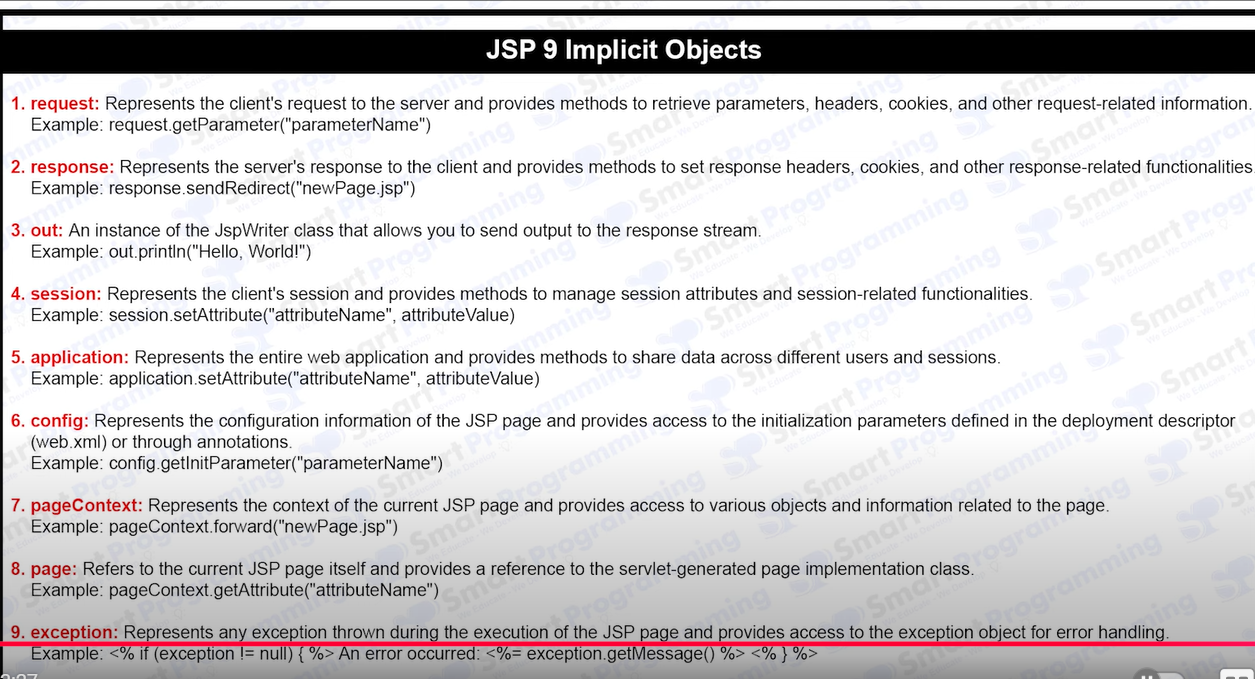 JSP 9 Implicit Objects
1. request: Represents the client's request to the server and provides methods to retrieve parameters, headers, cookies, and other request-related information.
Example: request.getParameter("parameterName")
2. response: Represents the server's response to the client and provides methods to set response headers, cookies, and other response-related functionalities
Example: response.sendRedirect("newPage.jsp")
3. out: An instance of the JspWriter class that allows you to send output to the response stream.
Example: out.println("Hello, World!")
4. session: Represents the client's session and provides methods to manage session attributes and session-related functionalities.
Example: session.setAttribute("attributeName", attributeValue)
5. application: Represents the entire web application and provides methods to share data across different users and sessions.
Example: application.setAttribute("attributeName", attributeValue)
6. config: Represents the configuration information of the JSP page and provides access to the initialization parameters defined in the deployment descriptor
(web.xml) or through annotations.
Example: config.getInitParameter("parameterName")
7. pageContext: Represents the context of the current JSP page and provides access to various objects and information related to the page.
Example: pageContext.forward("newPage.jsp")
8. page: Refers to the current JSP page itself and provides a reference to the servlet-generated page implementation class.
Example: pageContext.getAttribute("attributeName")
9. exception: Represents any exception thrown during the execution of the JSP page and provides access to the exception object for error handling.
Example: <% if (exception != null) { %> An error occurred: <%= exception.getMessage() %> <% } %>
Smart Programming